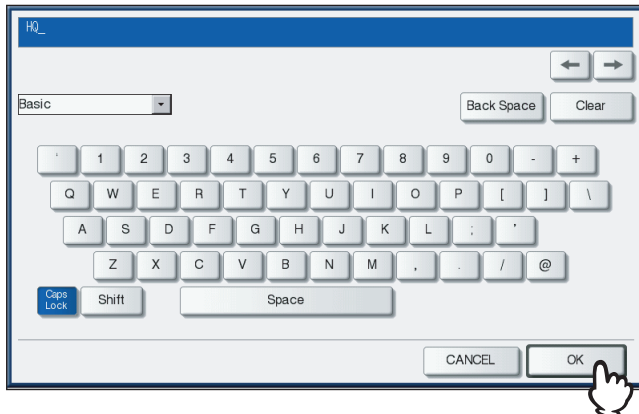 HQ_
Basic
Back Space Clear
` 1 2 3 4 5 6 7 8 9 0 - +
Q W E R T Y U I O P [ ] \
A S D F G H J K L ; '
Z X C V B N M , . / @
Caps Lock Shift Space
CANCEL OK